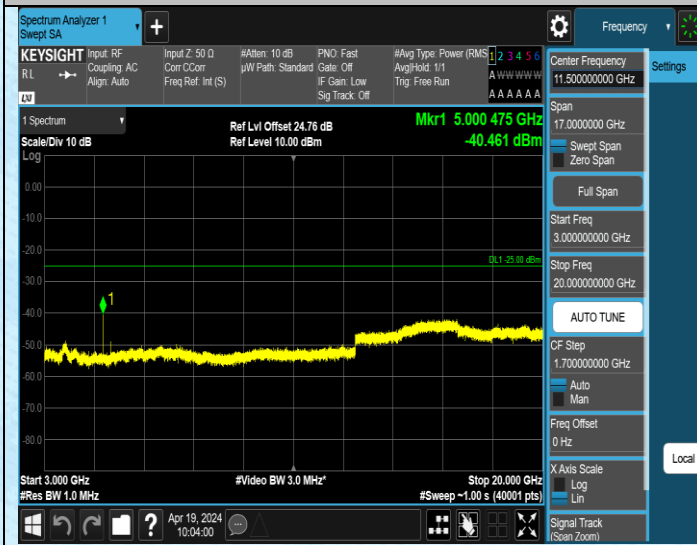 Spectrum Analyzer 1
Swept SA
Frequency
KEYSIGHT
RL
LXI
Input: RF
Coupling: AC
Align: Auto
Input Z: 50 Ω
Corr CCorr
Freq Ref: Int (S)
#Atten: 10 dB
µW Path: Standard
PNO: Fast
Gate: Off
IF Gain: Low
Sig Track: Off
#Avg Type: Power (RMS
Avg|Hold: 1/1
Trig: Free Run
1 2 3 4 5 6
A W W W W W
A A A A A A
1 Spectrum
Scale/Div 10 dB
Log
Ref Lvl Offset 24.76 dB
Ref Level 10.00 dBm
Mkr1 5.000 475 GHz
-40.461 dBm
0.00
-10.0
-20.0
DL1 -25.00 dBm
-30.0
1
-40.0
-50.0
-60.0
-70.0
-80.0
Start 3.000 GHz
#Res BW 1.0 MHz
#Video BW 3.0 MHz*
Stop 20.000 GHz
#Sweep ~1.00 s (40001 pts)
?
Apr 19, 2024
10:04:00
Center Frequency
11.500000000 GHz
Settings
Span
17.0000000 GHz
Swept Span
Zero Span
Full Span
Start Freq
3.000000000 GHz
Stop Freq
20.000000000 GHz
AUTO TUNE
CF Step
1.700000000 GHz
Auto
Man
Freq Offset
0 Hz
Local
X Axis Scale
Log
Lin
Signal Track
(Span Zoom)